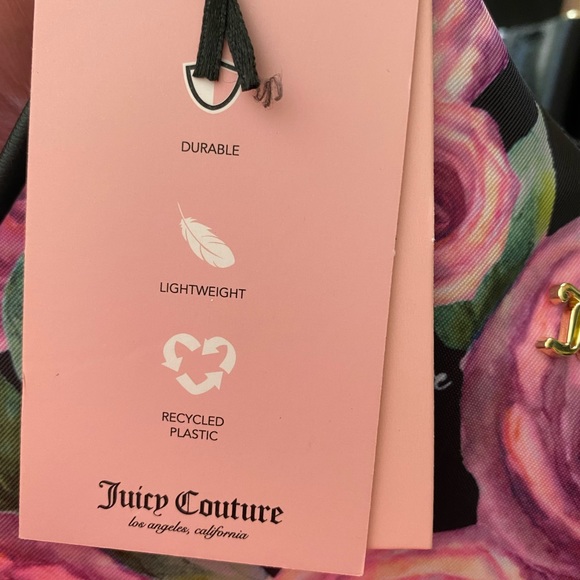 DURABLE
LIGHTWEIGHT
RECYCLED
PLASTIC
Juicy Couture
los angeles, california